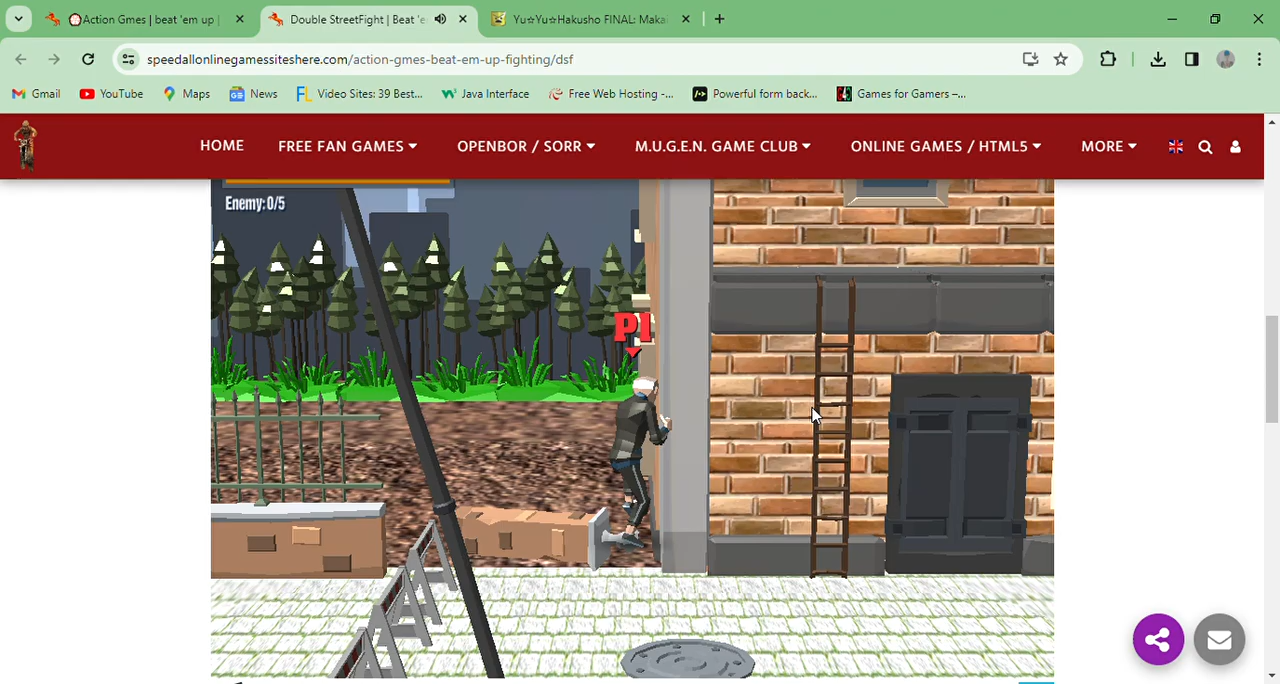 Action Gmes | beat 'em up |
Double StreetFight | Beat 'e
Yu☆Yu☆Hakusho FINAL: Makai
speedallonlinegamessiteshere.com/action-gmes-beat-em-up-fighting/dsf
Gmail
YouTube
Maps
News
Video Sites: 39 Best...
Java Interface
Free Web Hosting -...
Powerful form back...
Games for Gamers –...
HOME
FREE FAN GAMES
OPENBOR / SORR
M.U.G.E.N. GAME CLUB
ONLINE GAMES / HTML5
MORE
Enemy: 0/5
P1